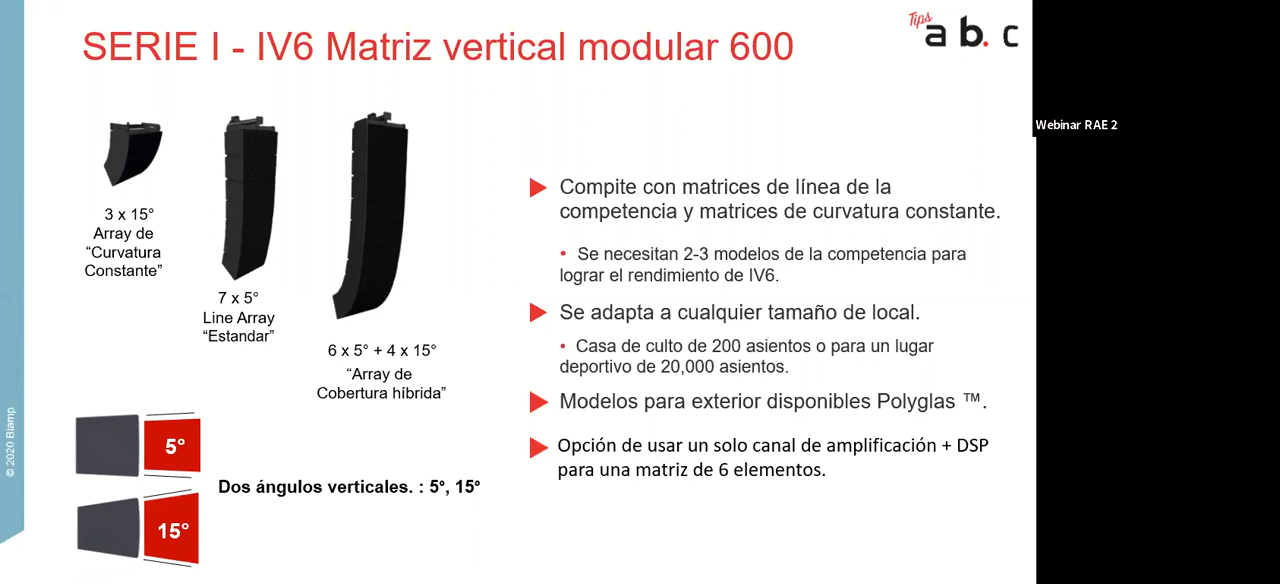 SERIE I - IV6 Matriz vertical modular 600
Tips
a b. c
Webinar RAE 2
3 x 15°
Array de
“Curvatura
Constante”
7 x 5°
Line Array
“Estandar”
6 x 5° + 4 x 15°
“Array de
Cobertura híbrida”
5°
15°
Dos ángulos verticales. : 5°, 15°
Compite con matrices de línea de la
competencia y matrices de curvatura constante.
• Se necesitan 2-3 modelos de la competencia para
lograr el rendimiento de IV6.
Se adapta a cualquier tamaño de local.
• Casa de culto de 200 asientos o para un lugar
deportivo de 20,000 asientos.
Modelos para exterior disponibles Polyglas ™.
Opción de usar un solo canal de amplificación + DSP
para una matriz de 6 elementos.
© 2020 Biamp